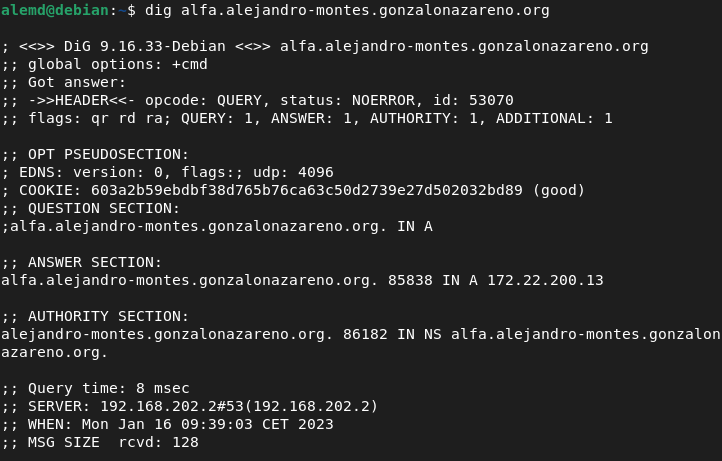 alemd@debian:~$ dig alfa.alejandro-montes.gonzalonazareno.org
; <<>> DiG 9.16.33-Debian <<>> alfa.alejandro-montes.gonzalonazareno.org
;; global options: +cmd
;; Got answer:
;; ->>HEADER<<- opcode: QUERY, status: NOERROR, id: 53070
;; flags: qr rd ra; QUERY: 1, ANSWER: 1, AUTHORITY: 1, ADDITIONAL: 1
;; OPT PSEUDOSECTION:
; EDNS: version: 0, flags:; udp: 4096
; COOKIE: 603a2b59ebdbf38d765b76ca63c50d2739e27d502032bd89 (good)
;; QUESTION SECTION:
;alfa.alejandro-montes.gonzalonazareno.org. IN A
;; ANSWER SECTION:
alfa.alejandro-montes.gonzalonazareno.org. 85838 IN A 172.22.200.13
;; AUTHORITY SECTION:
alejandro-montes.gonzalonazareno.org. 86182 IN NS alfa.alejandro-montes.gonzalon
azareno.org.
;; Query time: 8 msec
;; SERVER: 192.168.202.2#53(192.168.202.2)
;; WHEN: Mon Jan 16 09:39:03 CET 2023
;; MSG SIZE  rcvd: 128